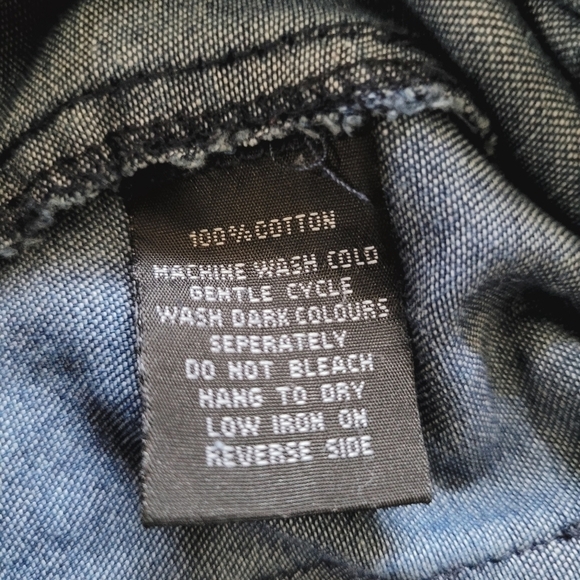 100% COTTON
MACHINE WASH COLD
GENTLE CYCLE
WASH DARK COLOURS
SEPERATELY
DO NOT BLEACH
HANG TO DRY
LOW IRON ON
REVERSE SIDE